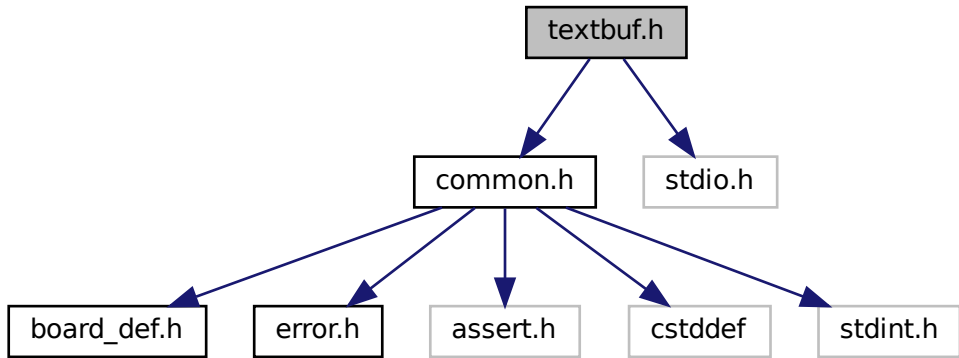 textbuf.h
common.h
stdio.h
board_def.h
error.h
assert.h
cstddef
stdint.h